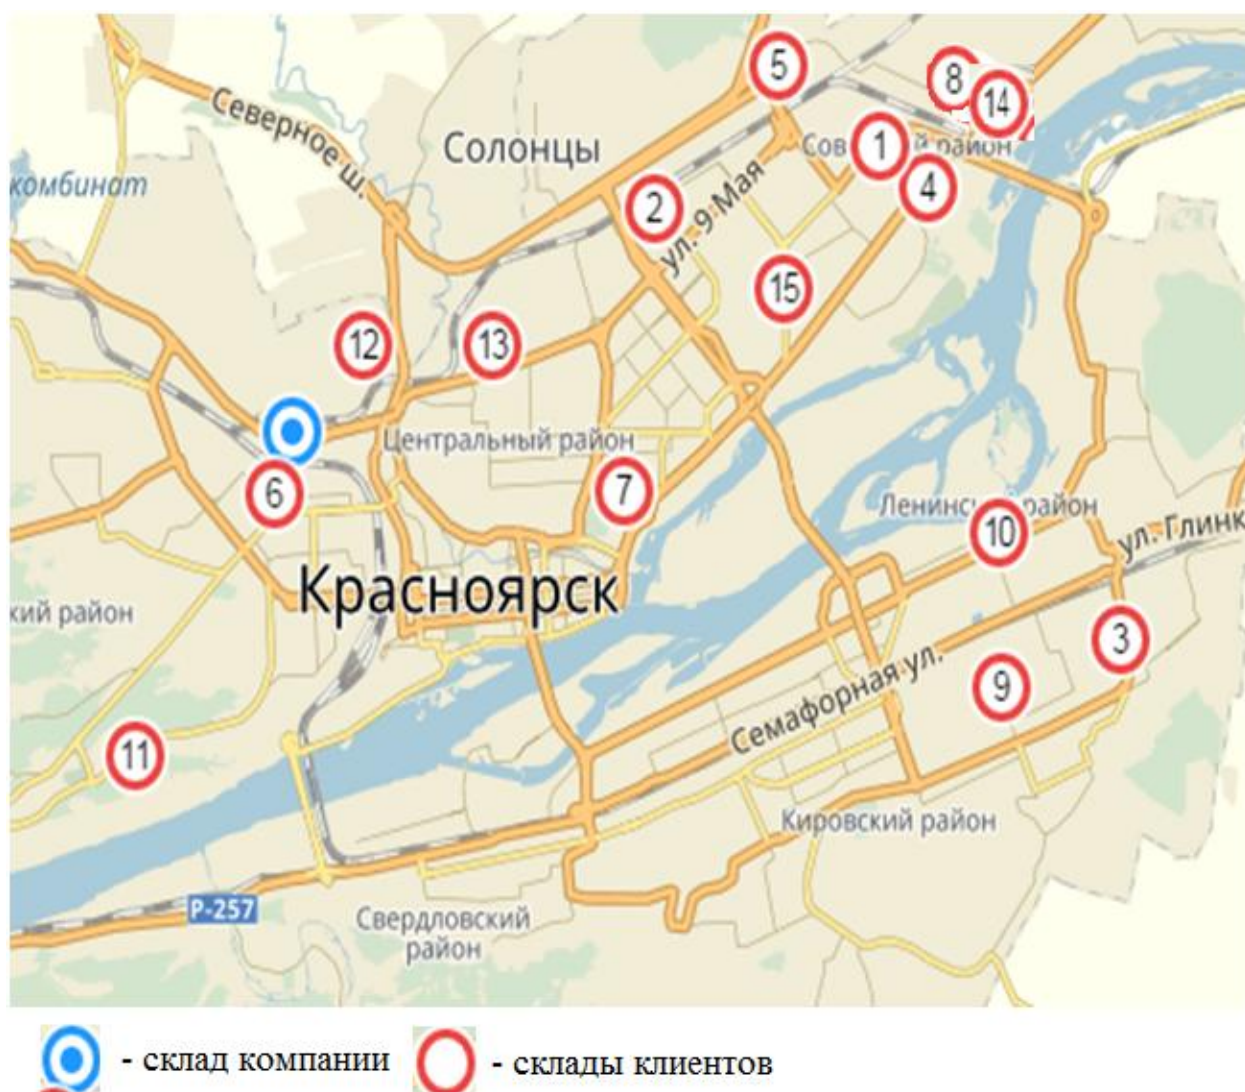 5
8
14
Северное ш.
Солонцы
1
Сов
й район
комбинат
2
ул. 9 Мая
4
15
12
13
Центральный район
6
7
Ленинс
район
10
ул. Глинк
Красноярск
кий район
3
Семафорная ул.
9
11
Кировский район
Р-257
Свердловский
район
- склад компании
- склады клиентов